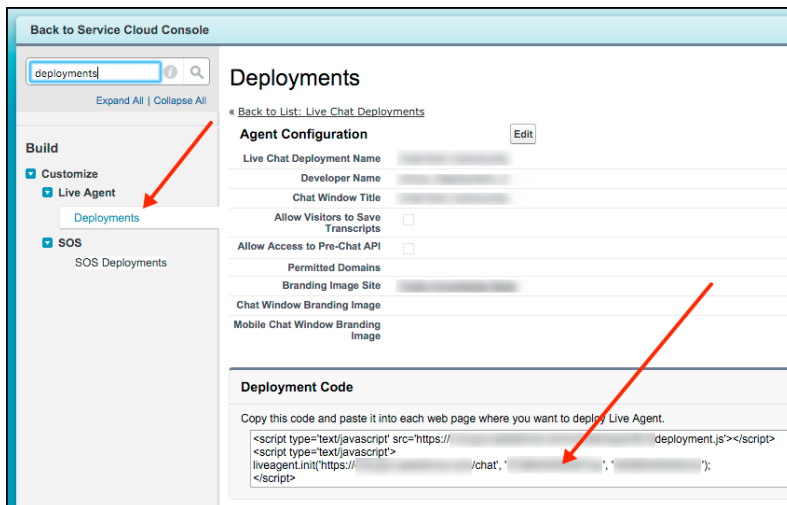 Back to Service Cloud Console
deployments
Expand All | Collapse All
Build
Customize
Live Agent
Deployments
SOS
SOS Deployments
Deployments
« Back to List: Live Chat Deployments
Agent Configuration
Edit
Live Chat Deployment Name
Developer Name
Chat Window Title
Allow Visitors to Save
Transcripts
Allow Access to Pre-Chat API
Permitted Domains
Branding Image Site
Chat Window Branding Image
Mobile Chat Window Branding
Image
Deployment Code
Copy this code and paste it into each web page where you want to deploy Live Agent.
<script type='text/javascript' src='https:// deployment.js'></script>
<script type='text/javascript'>
liveagent.init('https:// /chat', ' ', ' ');
</script>